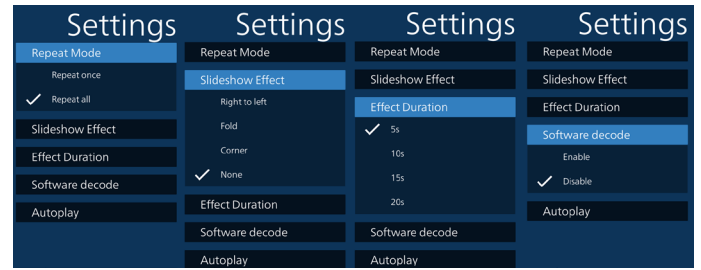 Settings
Repeat Mode
Repeat once
Repeat all
Slideshow Effect
Effect Duration
Software decode
Autoplay
Settings
Repeat Mode
Slideshow Effect
Right to left
Fold
Corner
None
Effect Duration
Software decode
Autoplay
Settings
Repeat Mode
Slideshow Effect
Effect Duration
5s
10s
15s
20s
Software decode
Autoplay
Settings
Repeat Mode
Slideshow Effect
Effect Duration
Software decode
Enable
Disable
Autoplay